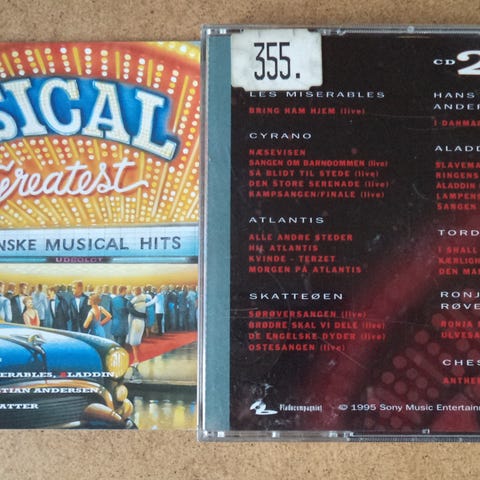 SICAL
Greatest
NSKE MUSICAL HITS
UDSOLGT
ERABLES, ALADDIN,
STIAN ANDERSEN,
ATTER
355.
LES MISERABLES
BRING HAM HJEM (live)
CYRANO
NÆSEVISEN
SANGEN OM BARNDOMMEN (live)
SÅ BLIDT TIL STEDE (live)
DEN STORE SERENADE (live)
KAMPSANGEN/FINALE (live)
ATLANTIS
ALLE ANDRE STEDER
HIL ATLANTIS
KVINDE - TERZET
MORGEN PÅ ATLANTIS
SKATTEØEN
SØRØVERSANGEN (live)
BRØDRE SKAL VI DELE (live)
DE ENGELSKE DYDER (live)
OSTESANGEN (live)
CD 2
HANS
ANDER
I DANMAR
ALADD
SLAVEMA
RINGENS
ALADDIN
LAMPENS
SANGEN
TORD
I SHALL
KÆRLIGH
DEN MA
RONJ
RØVE
RONJA
ULVESA
CHES
ANTHE
Pladecompagniet
© 1995 Sony Music Entertain